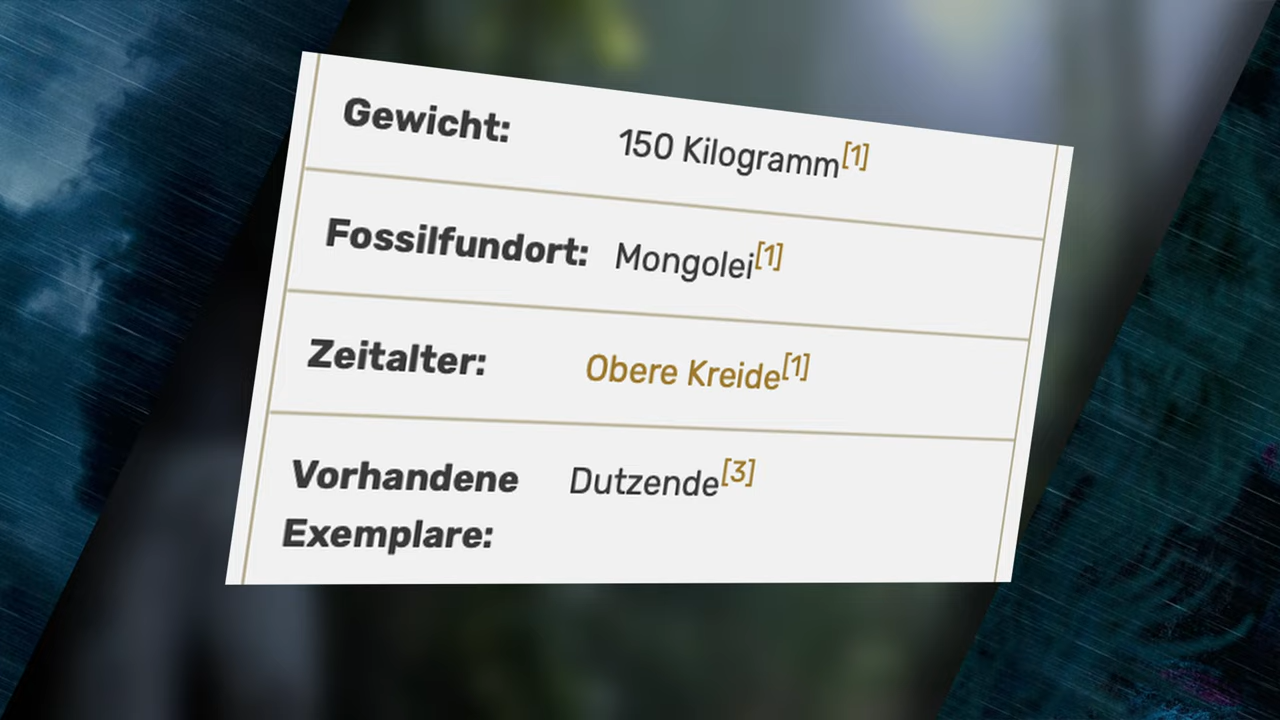 Gewicht: 150 Kilogramm[1]
Fossilfundort: Mongolei[1]
Zeitalter: Obere Kreide[1]
Vorhandene Dutzende[3]
Exemplare: